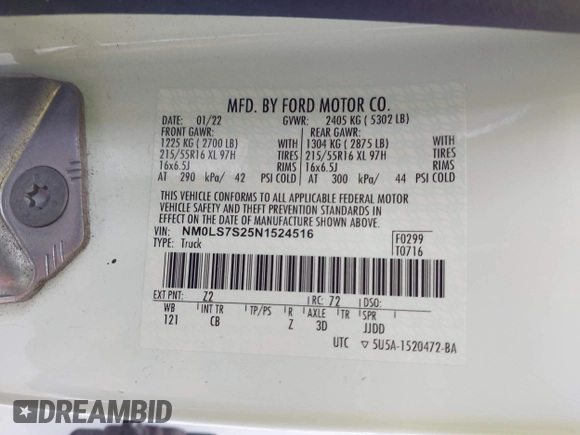 MFD. BY FORD MOTOR CO.
DATE: 01/22 GVWR: 2405 KG ( 5302 LB)
FRONT GAWR: REAR GAWR:
1225 KG ( 2700 LB) WITH 1304 KG ( 2875 LB) WITH
215/55R16 XL 97H TIRES 215/55R16 XL 97H TIRES
16x6.5J RIMS 16x6.5J RIMS
AT 290 kPa/ 42 PSI COLD AT 300 kPa/ 44 PSI COLD
THIS VEHICLE CONFORMS TO ALL APPLICABLE FEDERAL MOTOR
VEHICLE SAFETY AND THEFT PREVENTION STANDARDS IN
EFFECT ON THE DATE OF MANUFACTURE SHOWN ABOVE.
VIN: NM0LS7S25N1524516 F0299
TYPE: Truck T0716
EXT PNT: Z2 RC: 72 DSO:
WB INT TR TP/PS R AXLE TR SPR
121 CB Z 3D JJDD
UTC ▽ 5U5A-1520472-BA
DREAMBID